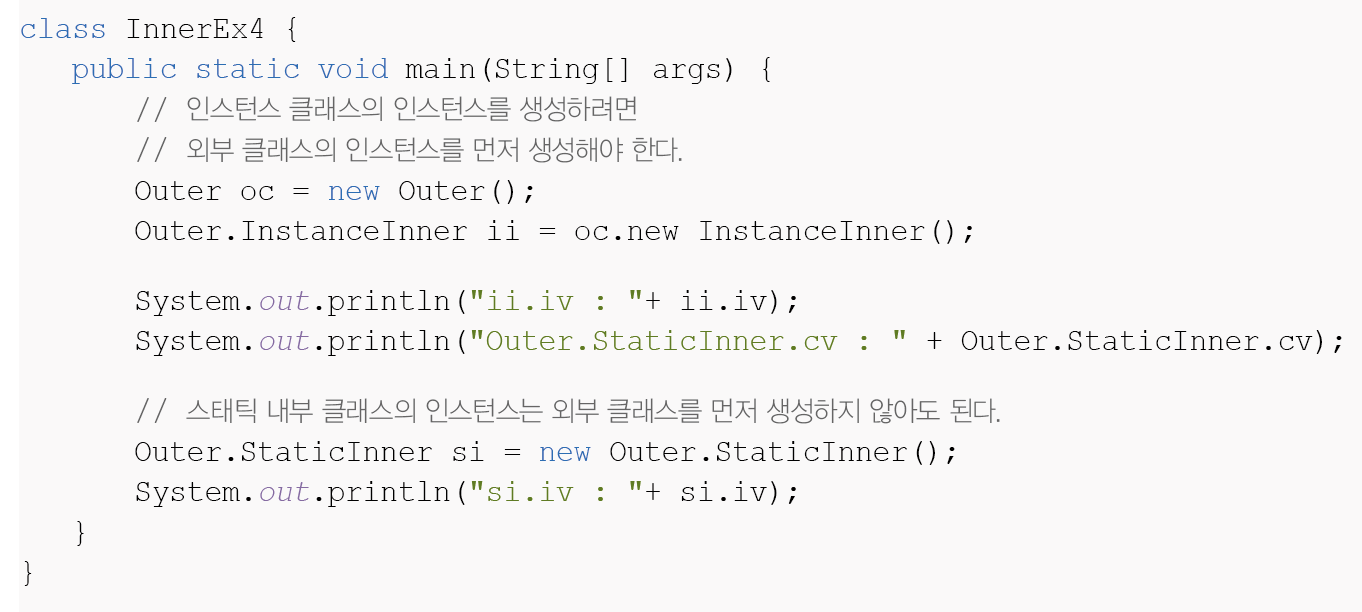 class InnerEx4 {
public static void main(String[] args) {
// 인스턴스 클래스의 인스턴스를 생성하려면
// 외부 클래스의 인스턴스를 먼저 생성해야 한다.
Outer oc = new Outer();
Outer.InstanceInner ii = oc.new InstanceInner();
System.out.println("ii.iv : "+ ii.iv);
System.out.println("Outer.StaticInner.cv : " + Outer.StaticInner.cv);
// 스태틱 내부 클래스의 인스턴스는 외부 클래스를 먼저 생성하지 않아도 된다.
Outer.StaticInner si = new Outer.StaticInner();
System.out.println("si.iv : "+ si.iv);
}
}